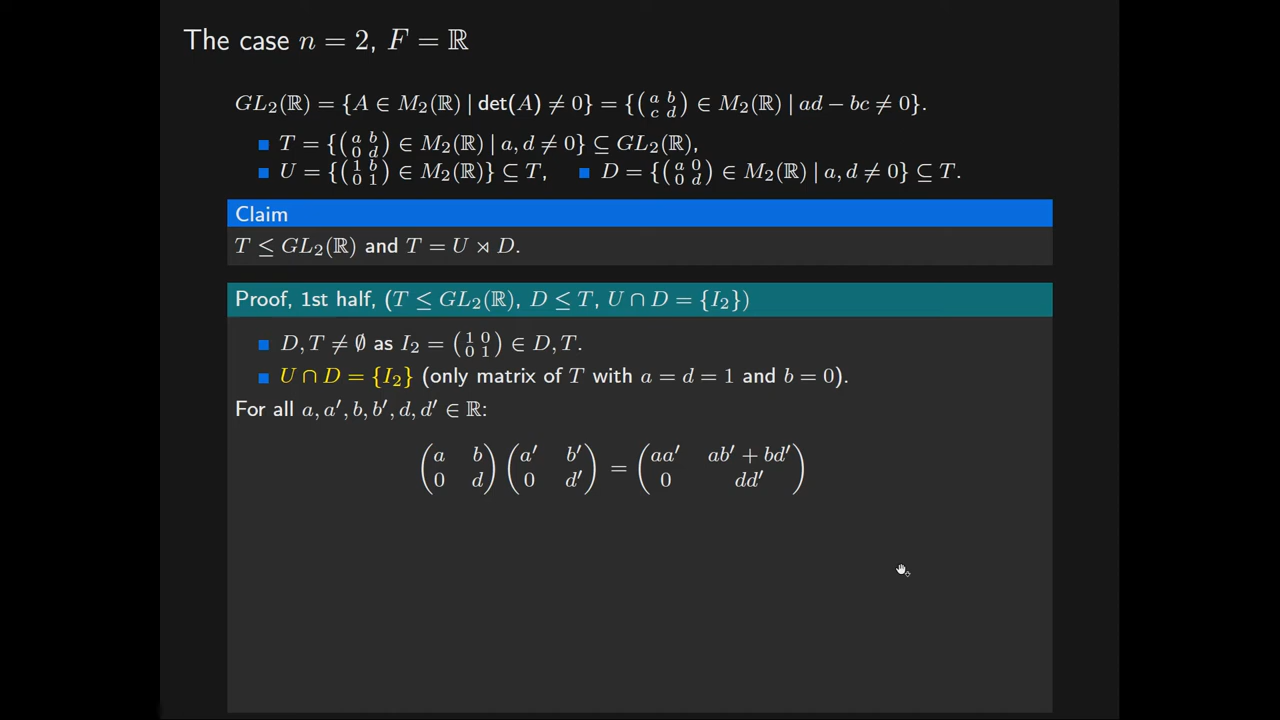 The case n = 2, F = ℝ
GL₂(ℝ) = {A ∈ M₂(ℝ) | det(A) ≠ 0} = {(a b; c d) ∈ M₂(ℝ) | ad − bc ≠ 0}.
T = {(a b; 0 d) ∈ M₂(ℝ) | a, d ≠ 0} ⊆ GL₂(ℝ),
U = {(1 b; 0 1) ∈ M₂(ℝ)} ⊆ T, D = {(a 0; 0 d) ∈ M₂(ℝ) | a, d ≠ 0} ⊆ T.
Claim
T ≤ GL₂(ℝ) and T = U ⋊ D.
Proof, 1st half, (T ≤ GL₂(ℝ), D ≤ T, U ∩ D = {I₂})
D, T ≠ ∅ as I₂ = (1 0; 0 1) ∈ D, T.
U ∩ D = {I₂} (only matrix of T with a = d = 1 and b = 0).
For all a, a′, b, b′, d, d′ ∈ ℝ:
(a b; 0 d)(a′ b′; 0 d′) = (aa′ ab′ + bd′; 0 dd′)